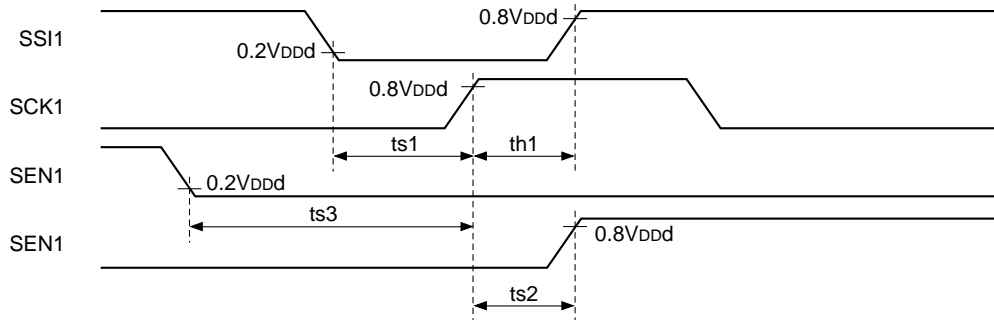 SSI1
0.8VDDd
0.2VDDd
SCK1
0.8VDDd
ts1
th1
SEN1
0.2VDDd
ts3
SEN1
0.8VDDd
ts2